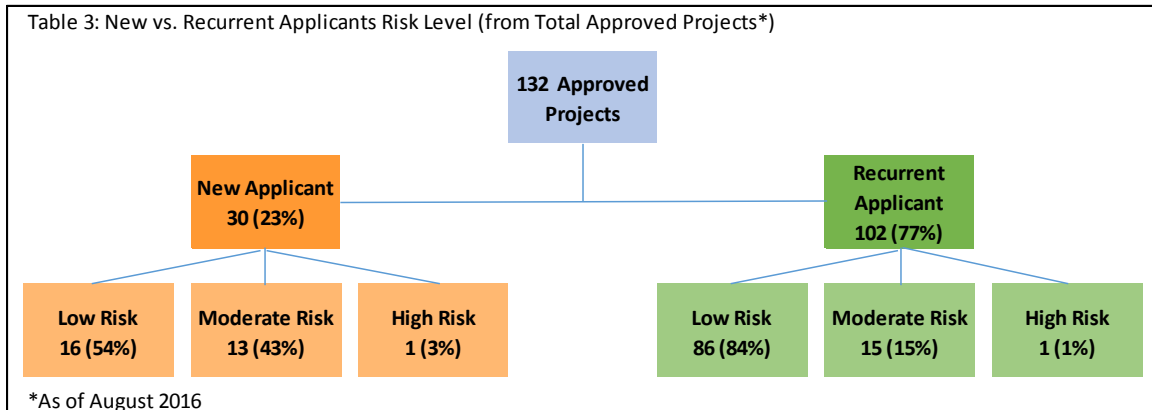 Table 3: New vs. Recurrent Applicants Risk Level (from Total Approved Projects*)
132 Approved
Projects
New Applicant
30 (23%)
Recurrent
Applicant
102 (77%)
Low Risk
16 (54%)
Moderate Risk
13 (43%)
High Risk
1 (3%)
Low Risk
86 (84%)
Moderate Risk
15 (15%)
High Risk
1 (1%)
*As of August 2016